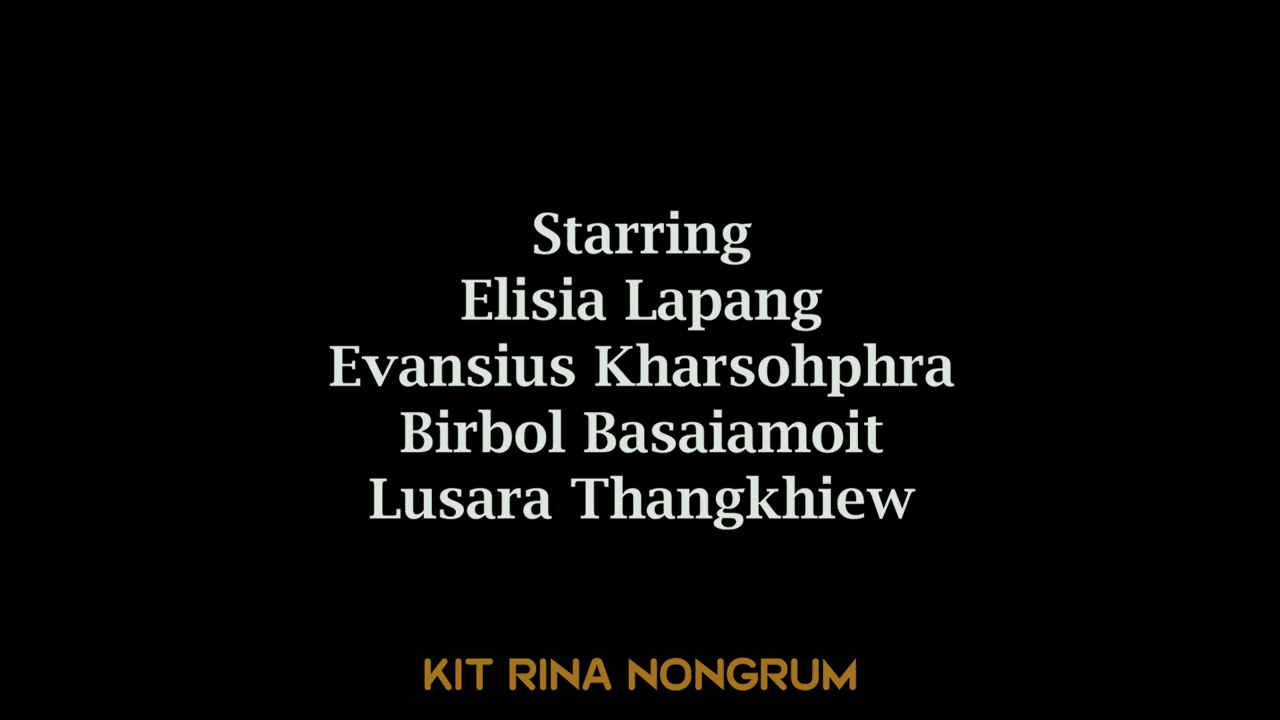 Starring
Elisia Lapang
Evansius Kharsohphra
Birbol Basaiamoit
Lusara Thangkhiew
KIT RINA NONGRUM